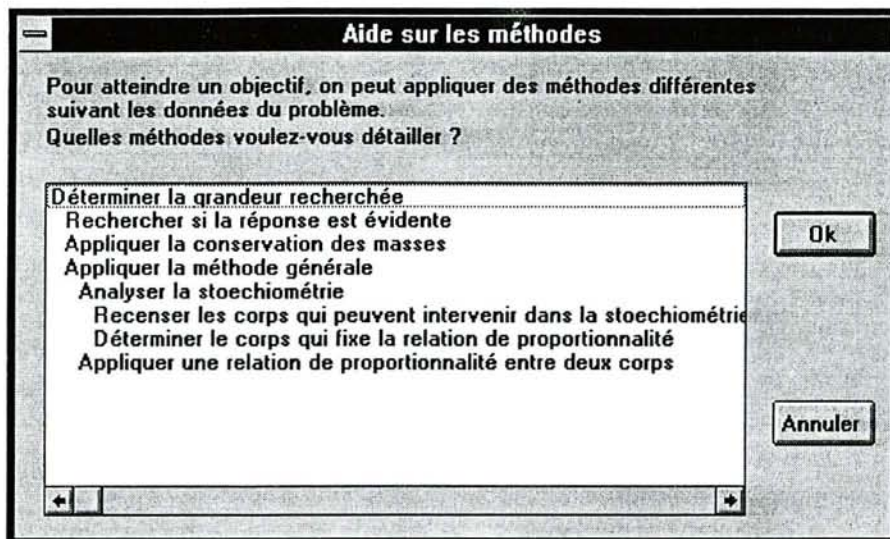 Aide sur les méthodes
Pour atteindre un objectif, on peut appliquer des méthodes différentes
suivant les données du problème.
Quelles méthodes voulez-vous détailler ?
Déterminer la grandeur recherchée
Rechercher si la réponse est évidente
Appliquer la conservation des masses
Appliquer la méthode générale
Analyser la stoechiométrie
Recenser les corps qui peuvent intervenir dans la stoechiométrie
Déterminer le corps qui fixe la relation de proportionnalité
Appliquer une relation de proportionnalité entre deux corps
Ok
Annuler